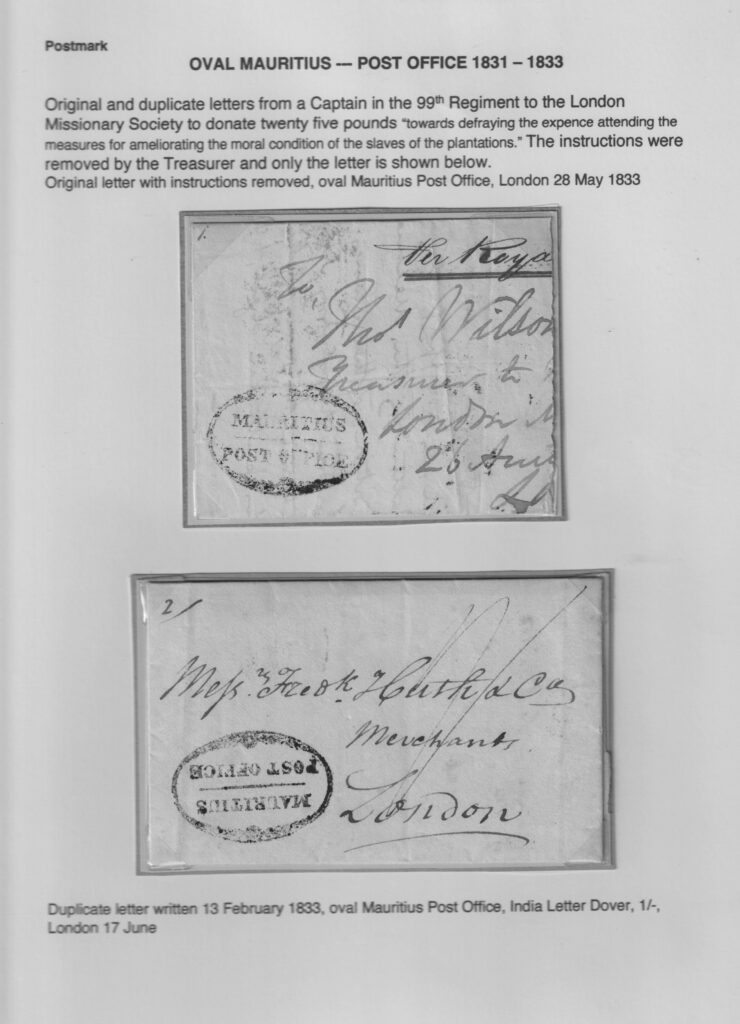 Postmark
OVAL MAURITIUS --- POST OFFICE 1831 – 1833
Original and duplicate letters from a Captain in the 99th Regiment to the London
Missionary Society to donate twenty five pounds “towards defraying the expence attending the
measures for ameliorating the moral condition of the slaves of the plantations.” The instructions were
removed by the Treasurer and only the letter is shown below.
Original letter with instructions removed, oval Mauritius Post Office, London 28 May 1833
1.
Per Roya
To,
Thos. Wilson
Treasurer to
London M
26 Aus
MAURITIUS
POST OFFICE
2/
Messrs. Fredk. Huth & Co
Merchants
London
MAURITIUS
POST OFFICE
Duplicate letter written 13 February 1833, oval Mauritius Post Office, India Letter Dover, 1/-,
London 17 June